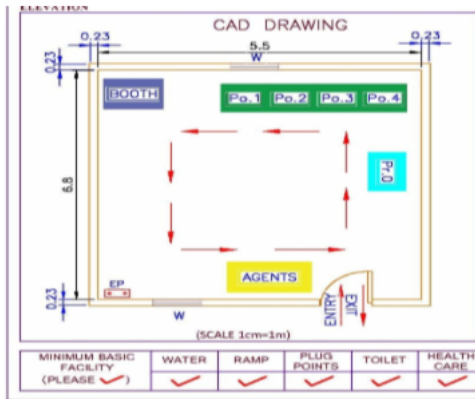 ELEVATION
CAD DRAWING
0.23
5.5
0.23
W
0.23
BOOTH
Po.1
Po.2
Po.3
Po.4
Pr.0
6.8
EP
AGENTS
0.23
W
ENTRY
EXIT
(SCALE 1cm=1m)
MINIMUM BASIC
FACILITY
(PLEASE ✓)
WATER
RAMP
PLUG
POINTS
TOILET
HEALTH
CARE